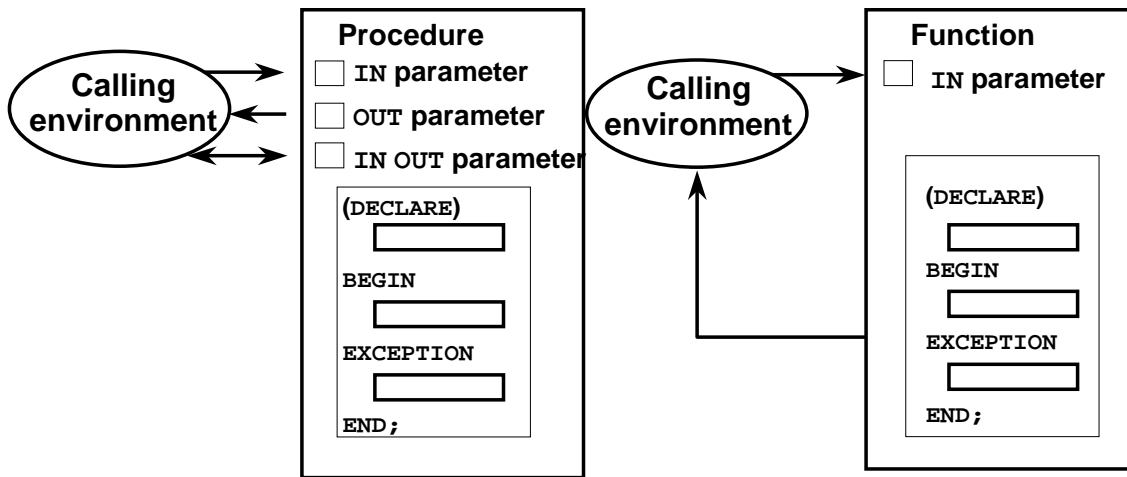 Calling
environment
Procedure
IN parameter
OUT parameter
IN OUT parameter
(DECLARE)
BEGIN
EXCEPTION
END;
Calling
environment
Function
IN parameter
(DECLARE)
BEGIN
EXCEPTION
END;